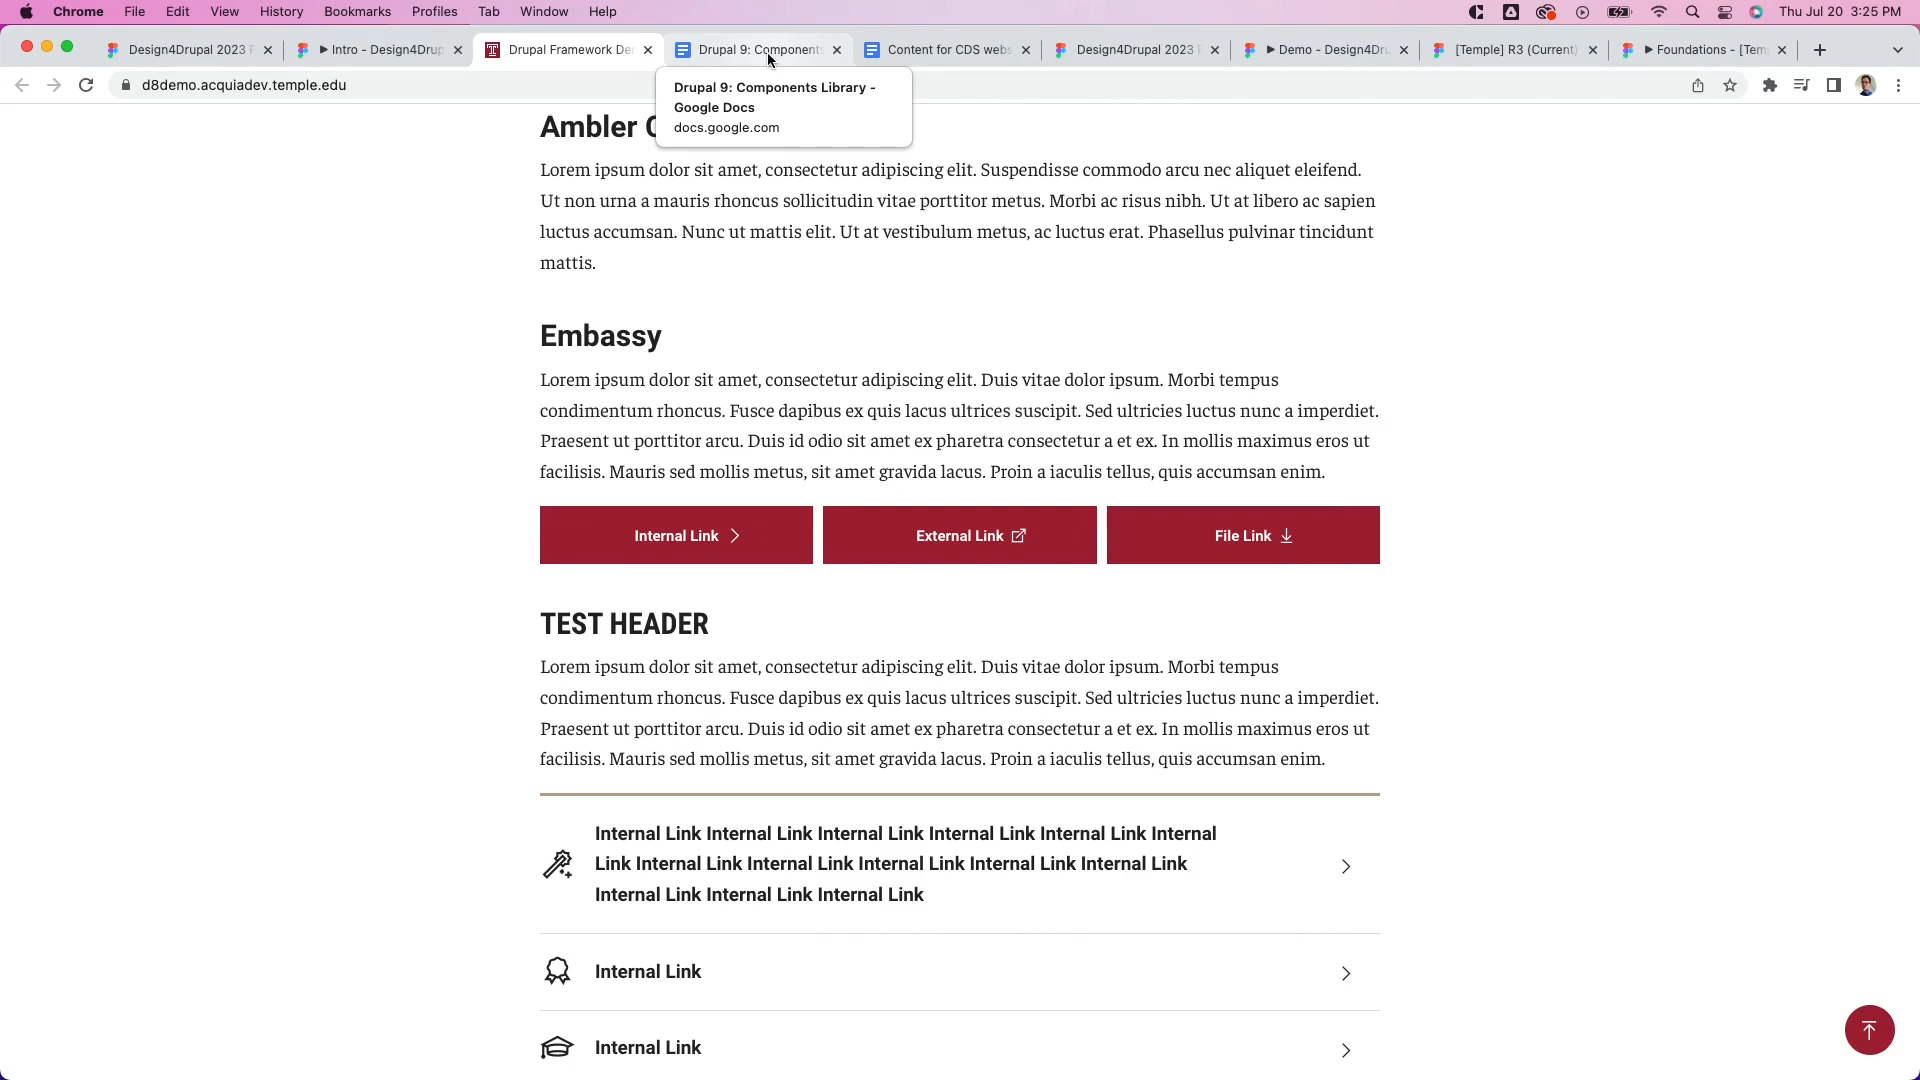 Chrome File Edit View History Bookmarks Profiles Tab Window Help Thu Jul 20 3:25 PM
Design4Drupal 2023 Intro - Design4Drup Drupal Framework De Drupal 9: Components Content for CDS webs Design4Drupal 2023 Demo - Design4Dru [Temple] R3 (Current) Foundations - [Tem
d8demo.acquiadev.temple.edu
Drupal 9: Components Library -
Google Docs
docs.google.com
Ambler
Lorem ipsum dolor sit amet, consectetur adipiscing elit. Suspendisse commodo arcu nec aliquet eleifend.
Ut non urna a mauris rhoncus sollicitudin vitae porttitor metus. Morbi ac risus nibh. Ut at libero ac sapien
luctus accumsan. Nunc ut mattis elit. Ut at vestibulum metus, ac luctus erat. Phasellus pulvinar tincidunt
mattis.
Embassy
Lorem ipsum dolor sit amet, consectetur adipiscing elit. Duis vitae dolor ipsum. Morbi tempus
condimentum rhoncus. Fusce dapibus ex quis lacus ultrices suscipit. Sed ultricies luctus nunc a imperdiet.
Praesent ut porttitor arcu. Duis id odio sit amet ex pharetra consectetur a et ex. In mollis maximus eros ut
facilisis. Mauris sed mollis metus, sit amet gravida lacus. Proin a iaculis tellus, quis accumsan enim.
Internal Link External Link File Link
TEST HEADER
Lorem ipsum dolor sit amet, consectetur adipiscing elit. Duis vitae dolor ipsum. Morbi tempus
condimentum rhoncus. Fusce dapibus ex quis lacus ultrices suscipit. Sed ultricies luctus nunc a imperdiet.
Praesent ut porttitor arcu. Duis id odio sit amet ex pharetra consectetur a et ex. In mollis maximus eros ut
facilisis. Mauris sed mollis metus, sit amet gravida lacus. Proin a iaculis tellus, quis accumsan enim.
Internal Link Internal Link Internal Link Internal Link Internal Link Internal
Link Internal Link Internal Link Internal Link Internal Link Internal Link
Internal Link Internal Link Internal Link
Internal Link
Internal Link